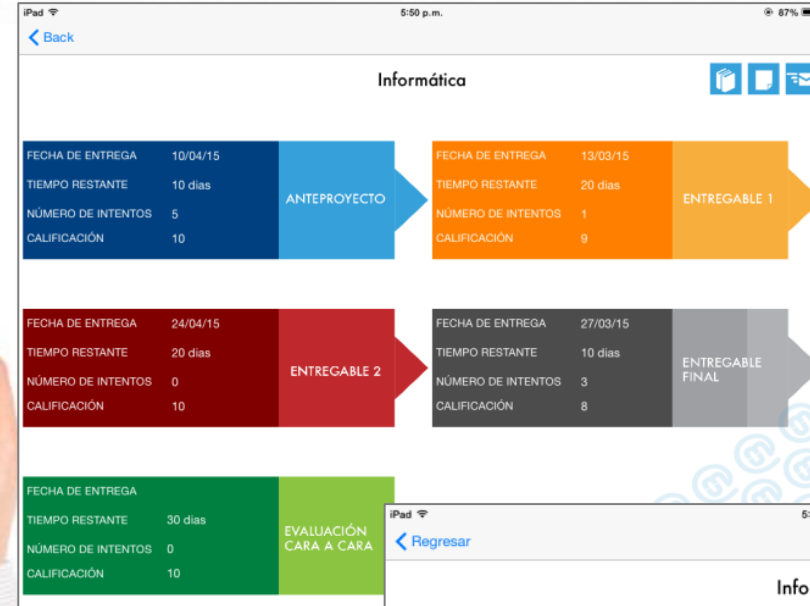 iPad 5:50 p.m. 87%
Back
Informática
FECHA DE ENTREGA 10/04/15
TIEMPO RESTANTE 10 dias
NÚMERO DE INTENTOS 5
CALIFICACIÓN 10
ANTEPROYECTO
FECHA DE ENTREGA 13/03/15
TIEMPO RESTANTE 20 dias
NÚMERO DE INTENTOS 1
CALIFICACIÓN 9
ENTREGABLE 1
FECHA DE ENTREGA 24/04/15
TIEMPO RESTANTE 20 dias
NÚMERO DE INTENTOS 0
CALIFICACIÓN 10
ENTREGABLE 2
FECHA DE ENTREGA 27/03/15
TIEMPO RESTANTE 10 dias
NÚMERO DE INTENTOS 3
CALIFICACIÓN 8
ENTREGABLE
FINAL
FECHA DE ENTREGA
TIEMPO RESTANTE 30 dias
NÚMERO DE INTENTOS 0
CALIFICACIÓN 10
EVALUACIÓN
CARA A CARA
iPad
Regresar